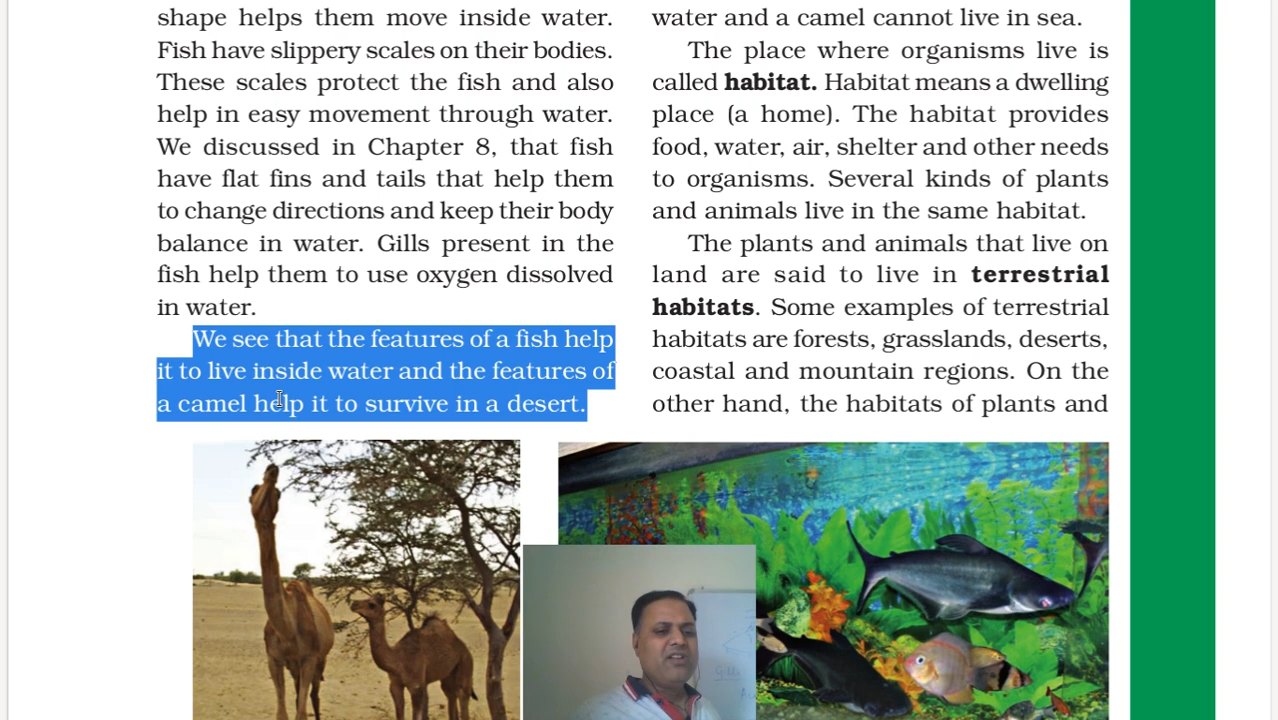 shape helps them move inside water.
Fish have slippery scales on their bodies.
These scales protect the fish and also
help in easy movement through water.
We discussed in Chapter 8, that fish
have flat fins and tails that help them
to change directions and keep their body
balance in water. Gills present in the
fish help them to use oxygen dissolved
in water.
We see that the features of a fish help
it to live inside water and the features of
a camel help it to survive in a desert.
water and a camel cannot live in sea.
The place where organisms live is
called habitat. Habitat means a dwelling
place (a home). The habitat provides
food, water, air, shelter and other needs
to organisms. Several kinds of plants
and animals live in the same habitat.
The plants and animals that live on
land are said to live in terrestrial
habitats. Some examples of terrestrial
habitats are forests, grasslands, deserts,
coastal and mountain regions. On the
other hand, the habitats of plants and